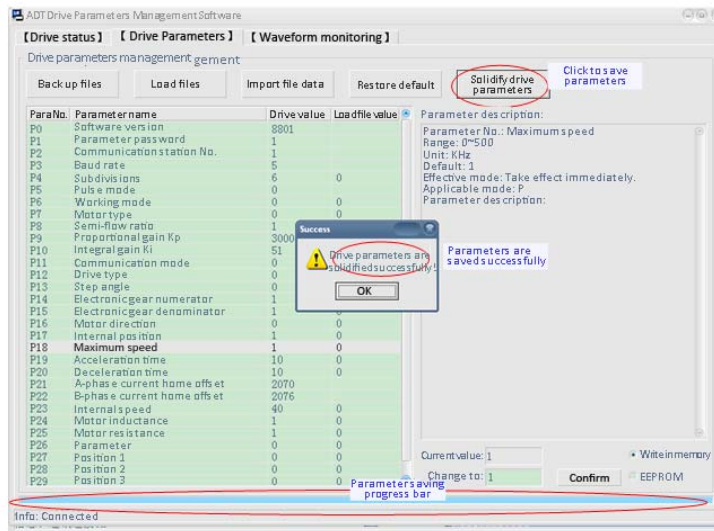 ADT Drive Parameters Management Software
【Drive status】 【Drive Parameters】 【Waveform monitoring】
Drive parameters management gement
Back up files Load files Import file data Restore default Solidify drive parameters
Click to save parameters
Para No. Parameter name Drive value Load file value
P0 Software version 8801
P1 Parameter password 1
P2 Communication station No. 1
P3 Baud rate 5
P4 Subdivisions 6 0
P5 Pulse mode 0 0
P6 Working mode 0 0
P7 Motor type 0 0
P8 Semi-flow ratio 1
P9 Proportional gain Kp 3000
P10 Integral gain Ki 51
P11 Communication mode 0
P12 Drive type 0
P13 Step angle 0
P14 Electronic gear numerator 1
P15 Electronic gear denominator 1
P16 Motor direction 0 0
P17 Internal position 1 0
P18 Maximum speed 1 0
P19 Acceleration time 10 0
P20 Deceleration time 10 0
P21 A-phase current home offset 2070
P22 B-phase current home offset 2076
P23 Internal speed 40 0
P24 Motor inductance 1 0
P25 Motor resistance 1 0
P26 Parameter 0 0
P27 Position 1 0 0
P28 Position 2 0 0
P29 Position 3 0 0
Parameter description:
Parameter No.: Maximum speed
Range: 0~500
Unit: KHz
Default: 1
Effective mode: Take effect immediately.
Applicable mode: P
Parameter description:
Success
Drive parameters are
solidified successfully!
OK
Parameters are
saved successfully
Current value: 1
Write in memory
Change to: 1
Confirm
EEPROM
Parameters saving
progress bar
Info: Connected